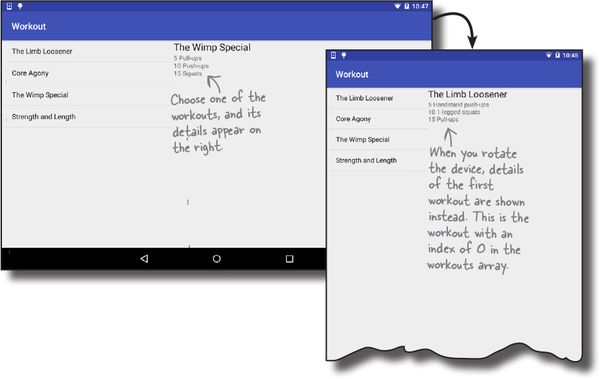 10:47
Workout
The Limb Loosener
Core Agony
The Wimp Special
Strength and Length
The Wimp Special
5 Pull-ups
10 Push-ups
15 Squats
Choose one of the
workouts, and its
details appear on
the right.
10:48
Workout
The Limb Loosener
Core Agony
The Wimp Special
Strength and Length
The Limb Loosener
5 Handstand push-ups
10 1-legged squats
15 Pull-ups
When you rotate
the device, details
of the first
workout are shown
instead. This is the
workout with an
index of 0 in the
workouts array.